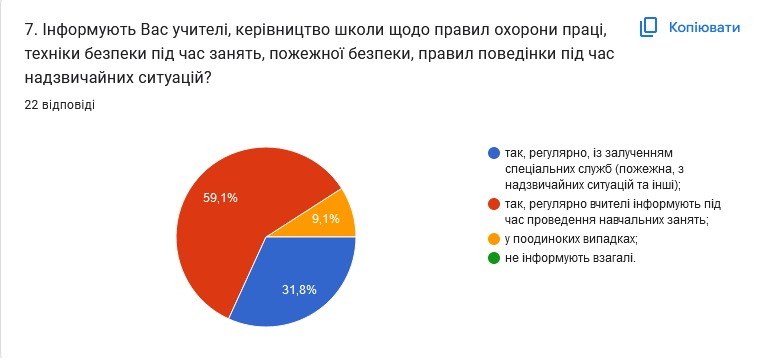 7. Інформують Вас учителі, керівництво школи щодо правил охорони праці,
техніки безпеки під час занять, пожежної безпеки, правил поведінки під час
надзвичайних ситуацій?
Копіювати
22 відповіді
59,1%
9,1%
31,8%
так, регулярно, із залученням
спеціальних служб (пожежна, з
надзвичайних ситуацій та інші);
так, регулярно вчителі інформують під
час проведення навчальних занять;
у поодиноких випадках;
не інформують взагалі.